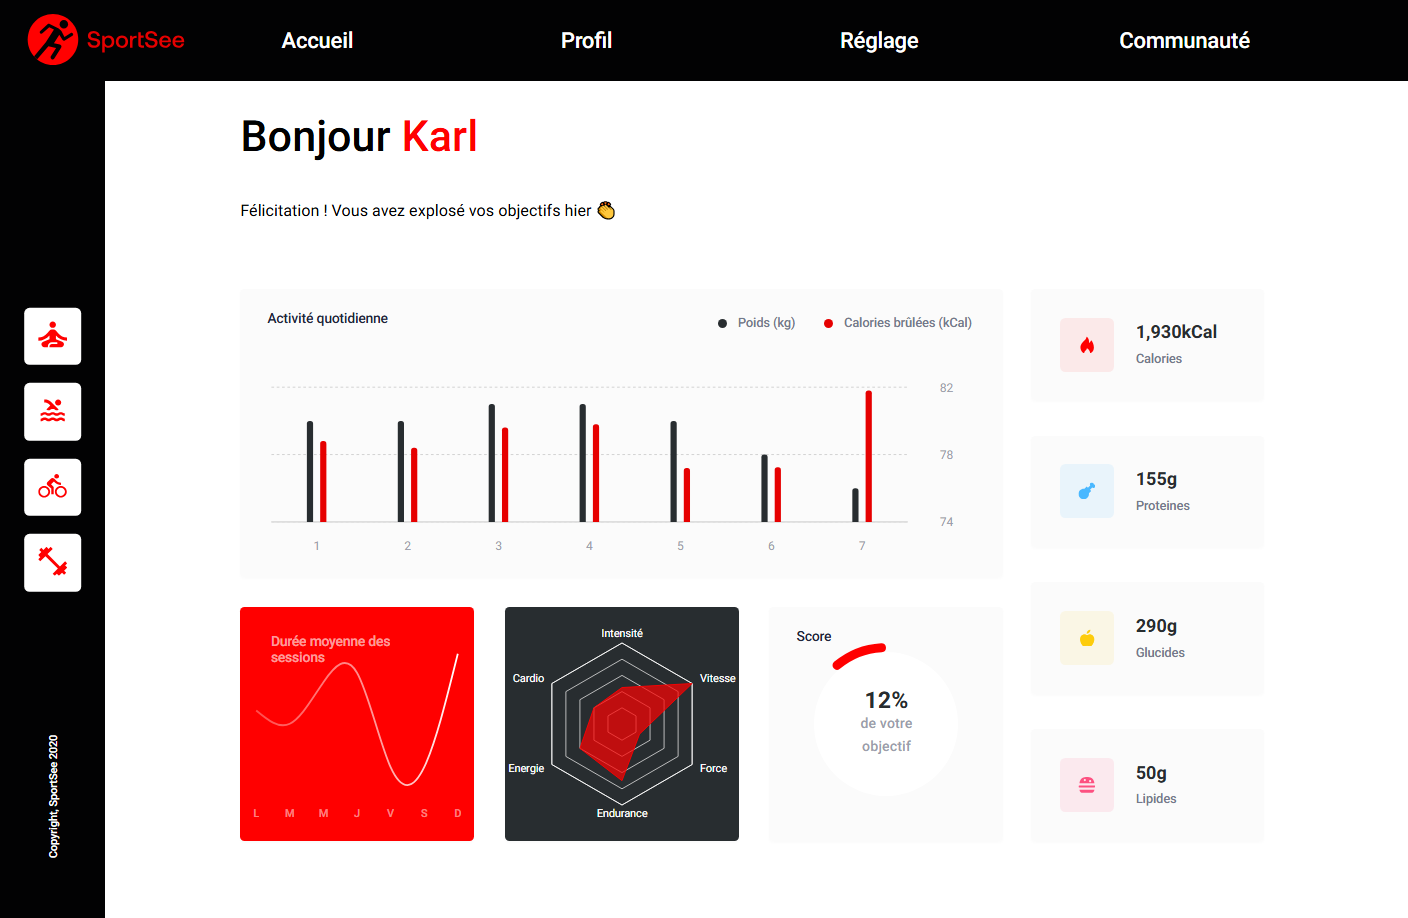 SportSee
Accueil
Profil
Réglage
Communauté
Bonjour Karl
Félicitation ! Vous avez explosé vos objectifs hier 👏
Activité quotidienne
Poids (kg)
Calories brûlées (kCal)
82
78
74
1
2
3
4
5
6
7
1,930kCal
Calories
155g
Proteines
290g
Glucides
50g
Lipides
Durée moyenne des
sessions
L
M
M
J
V
S
D
Intensité
Vitesse
Force
Endurance
Energie
Cardio
Score
12%
de votre
objectif
Copyright, SportSee 2020